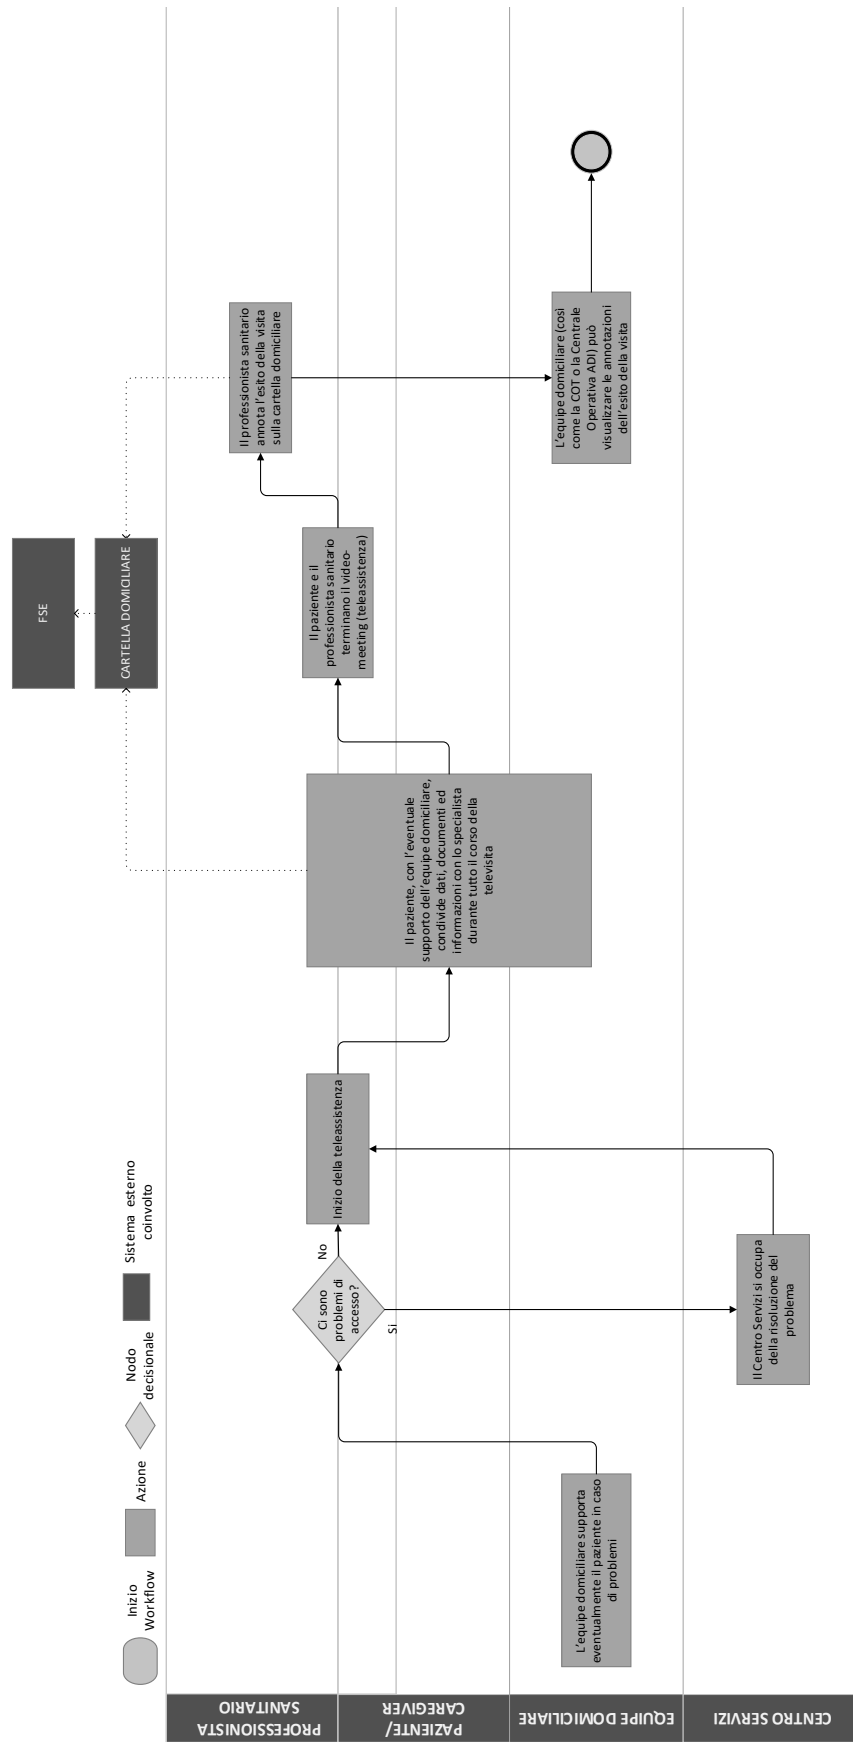 Inizio
Workflow
Azione
Nodo
decisionale
Sistema esterno
coinvolto
FSE
CARTELLA DOMICILIARE
PROFESSIONISTA
SANITARIO
PAZIENTE/
CAREGIVER
EQUIPE DOMICILIARE
CENTRO SERVIZI
L'equipe domiciliare supporta
eventualmente il paziente in caso
di problemi
Ci sono
problemi di
accesso?
No
Si
Il Centro Servizi si occupa
della risoluzione del
problema
Inizio della teleassistenza
Il paziente, con l'eventuale
supporto dell'equipe domiciliare,
condivide dati, documenti ed
informazioni con lo specialista
durante tutto il corso della
televisita
Il paziente e il
professionista sanitario
terminano il video-
meeting (teleassistenza)
Il professionista sanitario
annota l'esito della visita
sulla cartella domiciliare
L'equipe domiciliare (così
come la COT o la Centrale
Operativa ADI) può
visualizzare le annotazioni
dell'esito della visita